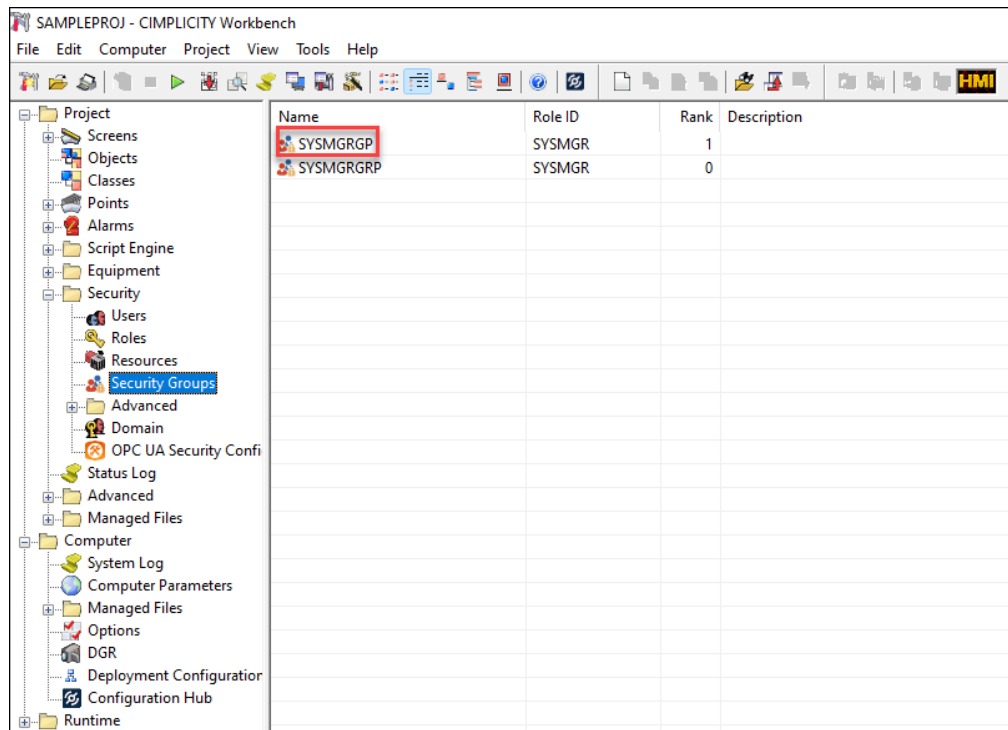 SAMPLEPROJ - CIMPLICITY Workbench
File Edit Computer Project View Tools Help
HMI
Project
Screens
Objects
Classes
Points
Alarms
Script Engine
Equipment
Security
Users
Roles
Resources
Security Groups
Advanced
Domain
OPC UA Security Confi
Status Log
Advanced
Managed Files
Computer
System Log
Computer Parameters
Managed Files
Options
DGR
Deployment Configuration
Configuration Hub
Runtime
Name Role ID Rank Description
SYSMGRGP SYSMGR 1
SYSMGRGRP SYSMGR 0